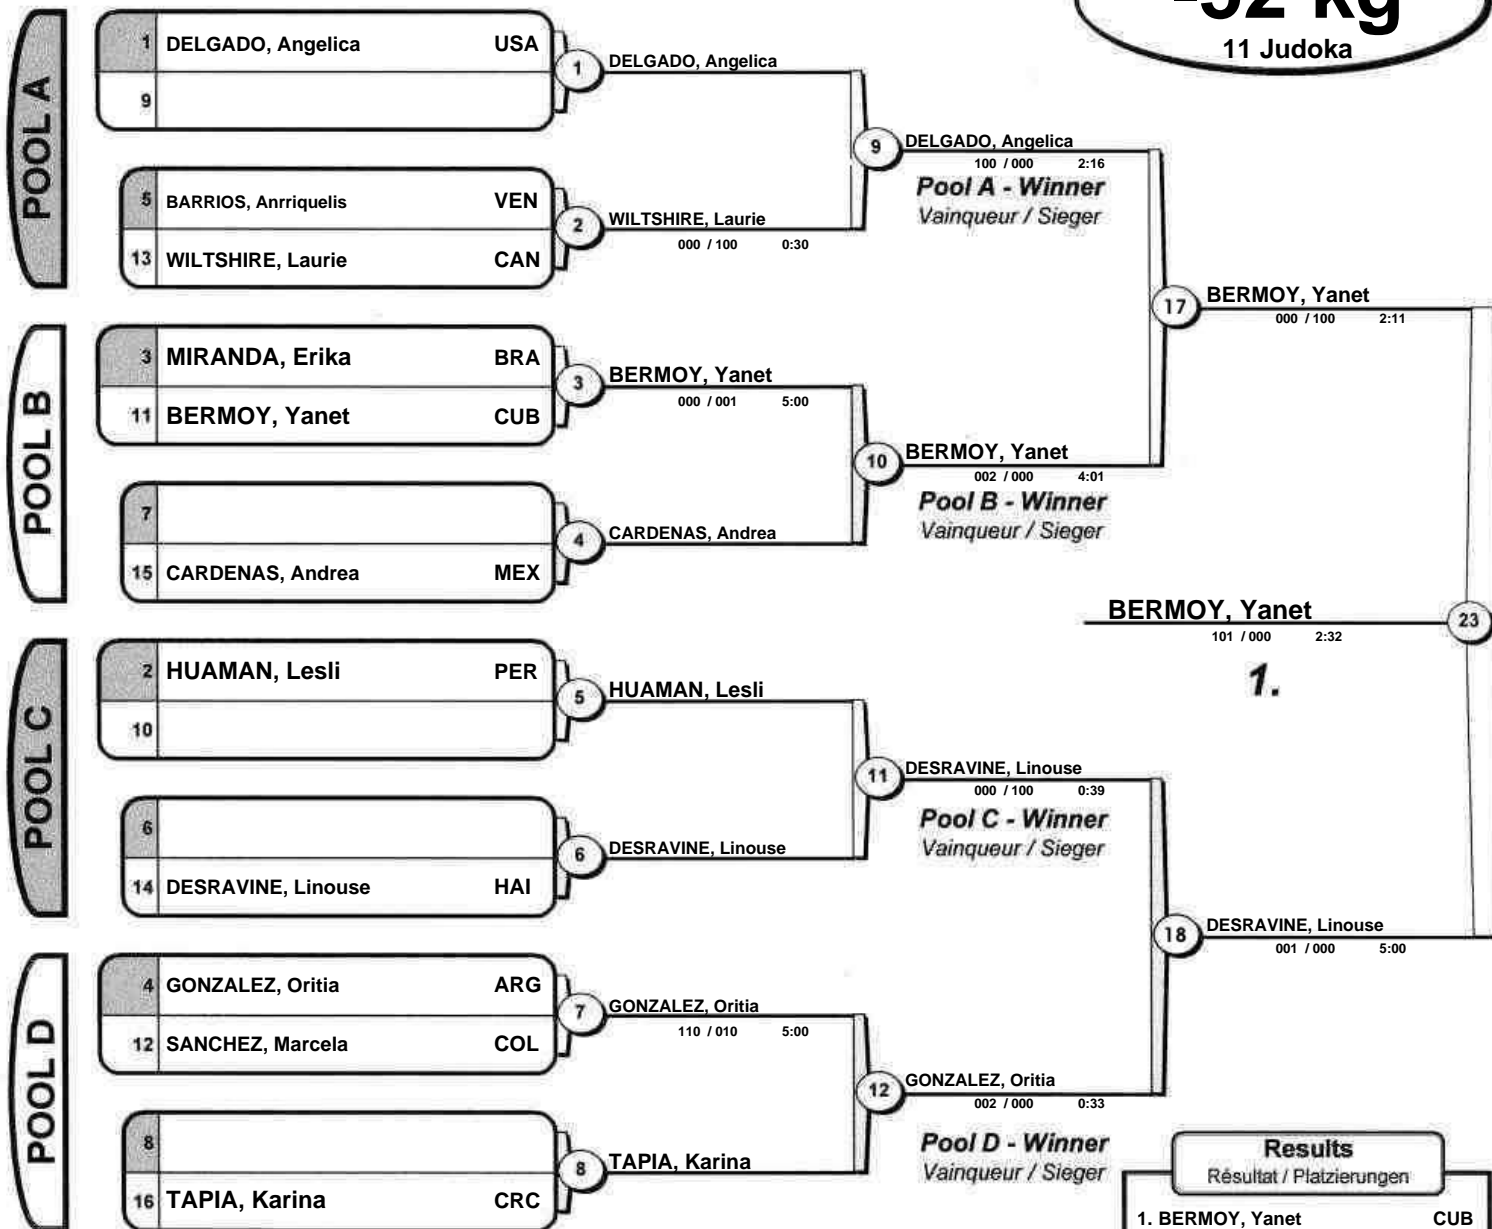 -52 kg
11 Judoka
POOL A
1 DELGADO, Angelica USA
9
1 DELGADO, Angelica
5 BARRIOS, Anrriquelis VEN
13 WILTSHIRE, Laurie CAN
2 WILTSHIRE, Laurie
000 / 100 0:30
9 DELGADO, Angelica
100 / 000 2:16
Pool A - Winner
Vainqueur / Sieger
POOL B
3 MIRANDA, Erika BRA
11 BERMOY, Yanet CUB
3 BERMOY, Yanet
000 / 001 5:00
7
15 CARDENAS, Andrea MEX
4 CARDENAS, Andrea
10 BERMOY, Yanet
002 / 000 4:01
Pool B - Winner
Vainqueur / Sieger
17 BERMOY, Yanet
000 / 100 2:11
BERMOY, Yanet 23
101 / 000 2:32
1.
POOL C
2 HUAMAN, Lesli PER
10
5 HUAMAN, Lesli
6
14 DESRAVINE, Linouse HAI
6 DESRAVINE, Linouse
11 DESRAVINE, Linouse
000 / 100 0:39
Pool C - Winner
Vainqueur / Sieger
POOL D
4 GONZALEZ, Oritia ARG
12 SANCHEZ, Marcela COL
7 GONZALEZ, Oritia
110 / 010 5:00
8
16 TAPIA, Karina CRC
8 TAPIA, Karina
12 GONZALEZ, Oritia
002 / 000 0:33
Pool D - Winner
Vainqueur / Sieger
18 DESRAVINE, Linouse
001 / 000 5:00
Results
Résultat / Platzierungen
1. BERMOY, Yanet CUB